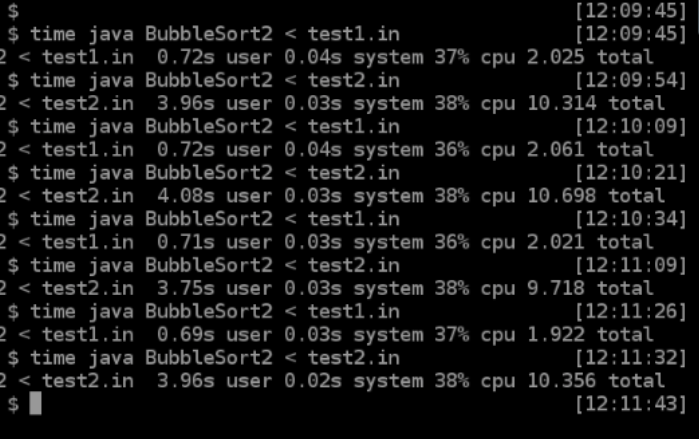 $ [12:09:45]
$ time java BubbleSort2 < test1.in [12:09:45]
2 < test1.in 0.72s user 0.04s system 37% cpu 2.025 total
$ time java BubbleSort2 < test2.in [12:09:54]
2 < test2.in 3.96s user 0.03s system 38% cpu 10.314 total
$ time java BubbleSort2 < test1.in [12:10:09]
2 < test1.in 0.72s user 0.04s system 36% cpu 2.061 total
$ time java BubbleSort2 < test2.in [12:10:21]
2 < test2.in 4.08s user 0.03s system 38% cpu 10.698 total
$ time java BubbleSort2 < test1.in [12:10:34]
2 < test1.in 0.71s user 0.03s system 36% cpu 2.021 total
$ time java BubbleSort2 < test2.in [12:11:09]
2 < test2.in 3.75s user 0.03s system 38% cpu 9.718 total
$ time java BubbleSort2 < test1.in [12:11:26]
2 < test1.in 0.69s user 0.03s system 37% cpu 1.922 total
$ time java BubbleSort2 < test2.in [12:11:32]
2 < test2.in 3.96s user 0.02s system 38% cpu 10.356 total
$ [12:11:43]